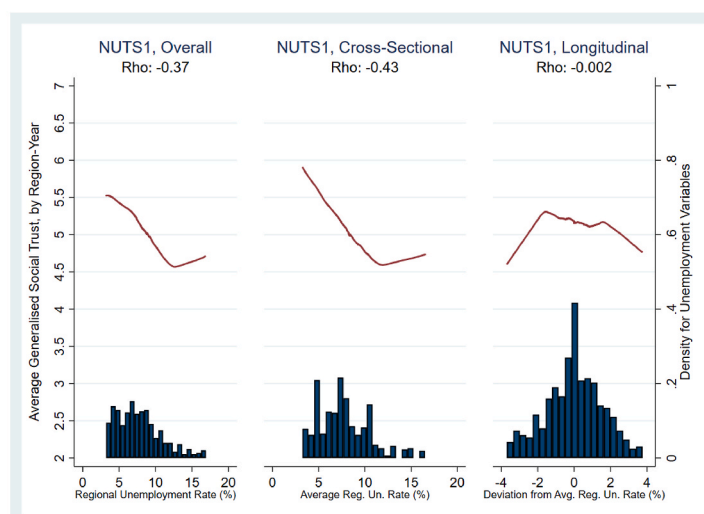 NUTS1, Overall
Rho: -0.37
NUTS1, Cross-Sectional
Rho: -0.43
NUTS1, Longitudinal
Rho: -0.002
Average Generalised Social Trust, by Region-Year
7
6.5
6
5.5
5
4.5
4
3.5
3
2.5
2
1
.8
.6
.4
.2
0
Density for Unemployment Variables
0 5 10 15 20
Regional Unemployment Rate (%)
0 5 10 15 20
Average Reg. Un. Rate (%)
-4 -2 0 2 4
Deviation from Avg. Reg. Un. Rate (%)